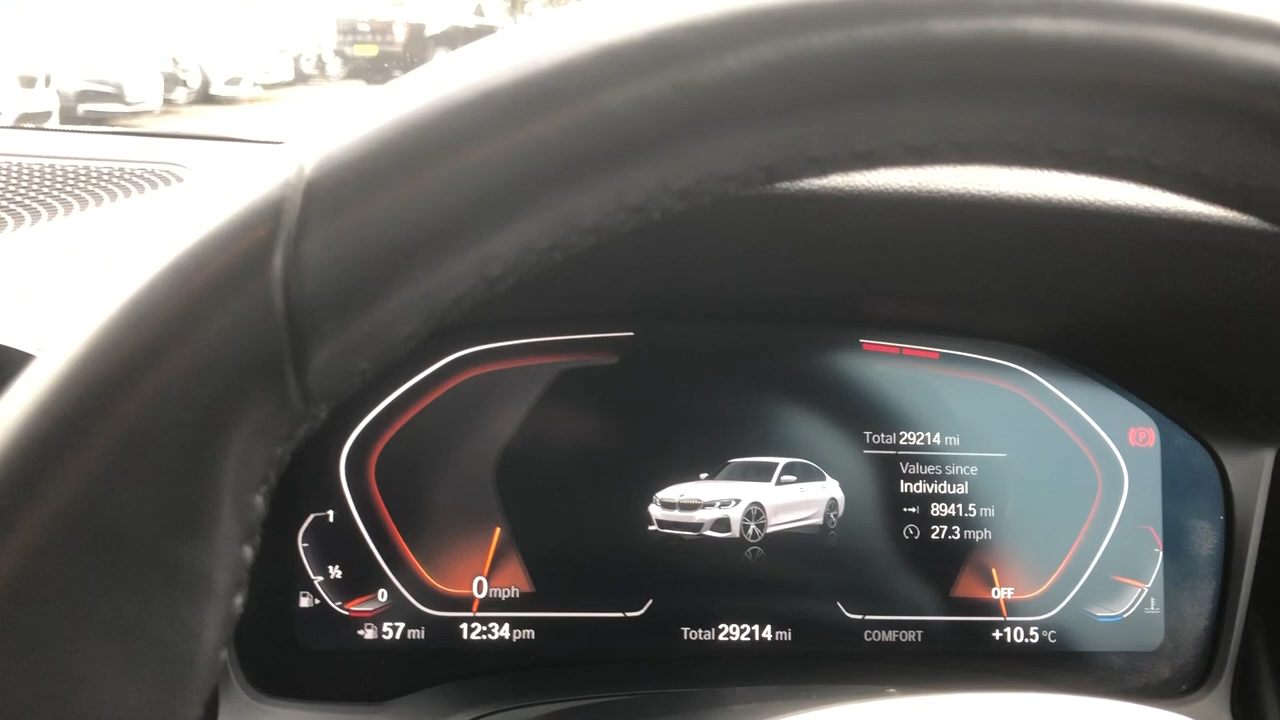 Total 29214 mi
Values since
Individual
8941.5 mi
27.3 mph
P
1
½
0
0 mph
OFF
57 mi
12:34 pm
Total 29214 mi
COMFORT
+10.5 °C